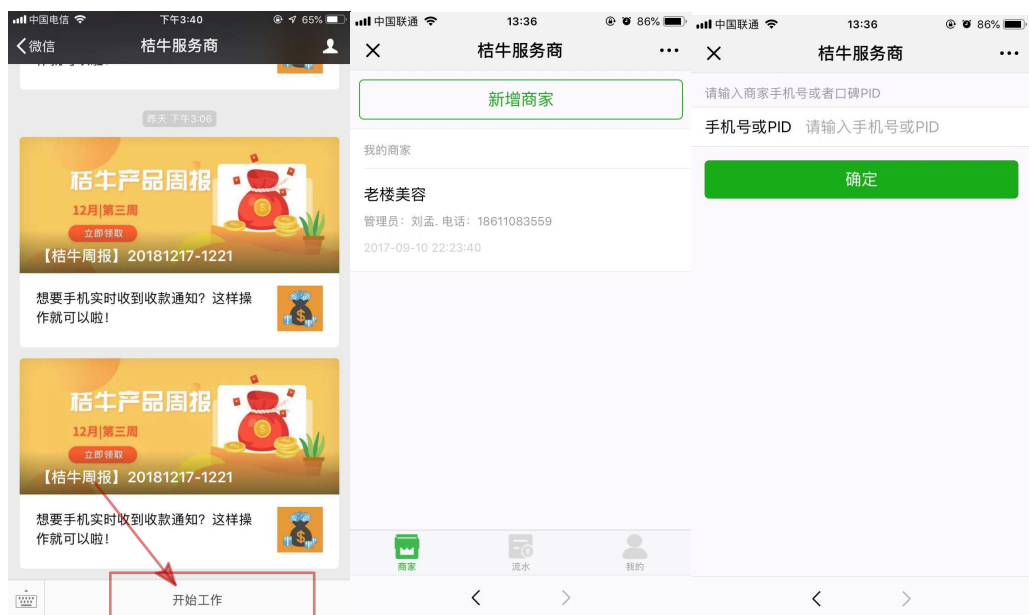 中国电信
下午3:40
65%
微信
桔牛服务商
昨天 下午3:06
桔牛产品周报
12月|第三周
立即领取
【桔牛周报】20181217-1221
想要手机实时收到收款通知？这样操
作就可以啦！
桔牛产品周报
12月|第三周
立即领取
【桔牛周报】20181217-1221
想要手机实时收到收款通知？这样操
作就可以啦！
开始工作
中国联通
13:36
86%
桔牛服务商
新增商家
我的商家
老楼美容
管理员：刘孟. 电话：18611083559
2017-09-10 22:23:40
商家
流水
我的
中国联通
13:36
86%
桔牛服务商
请输入商家手机号或者口碑PID
手机号或PID
请输入手机号或PID
确定